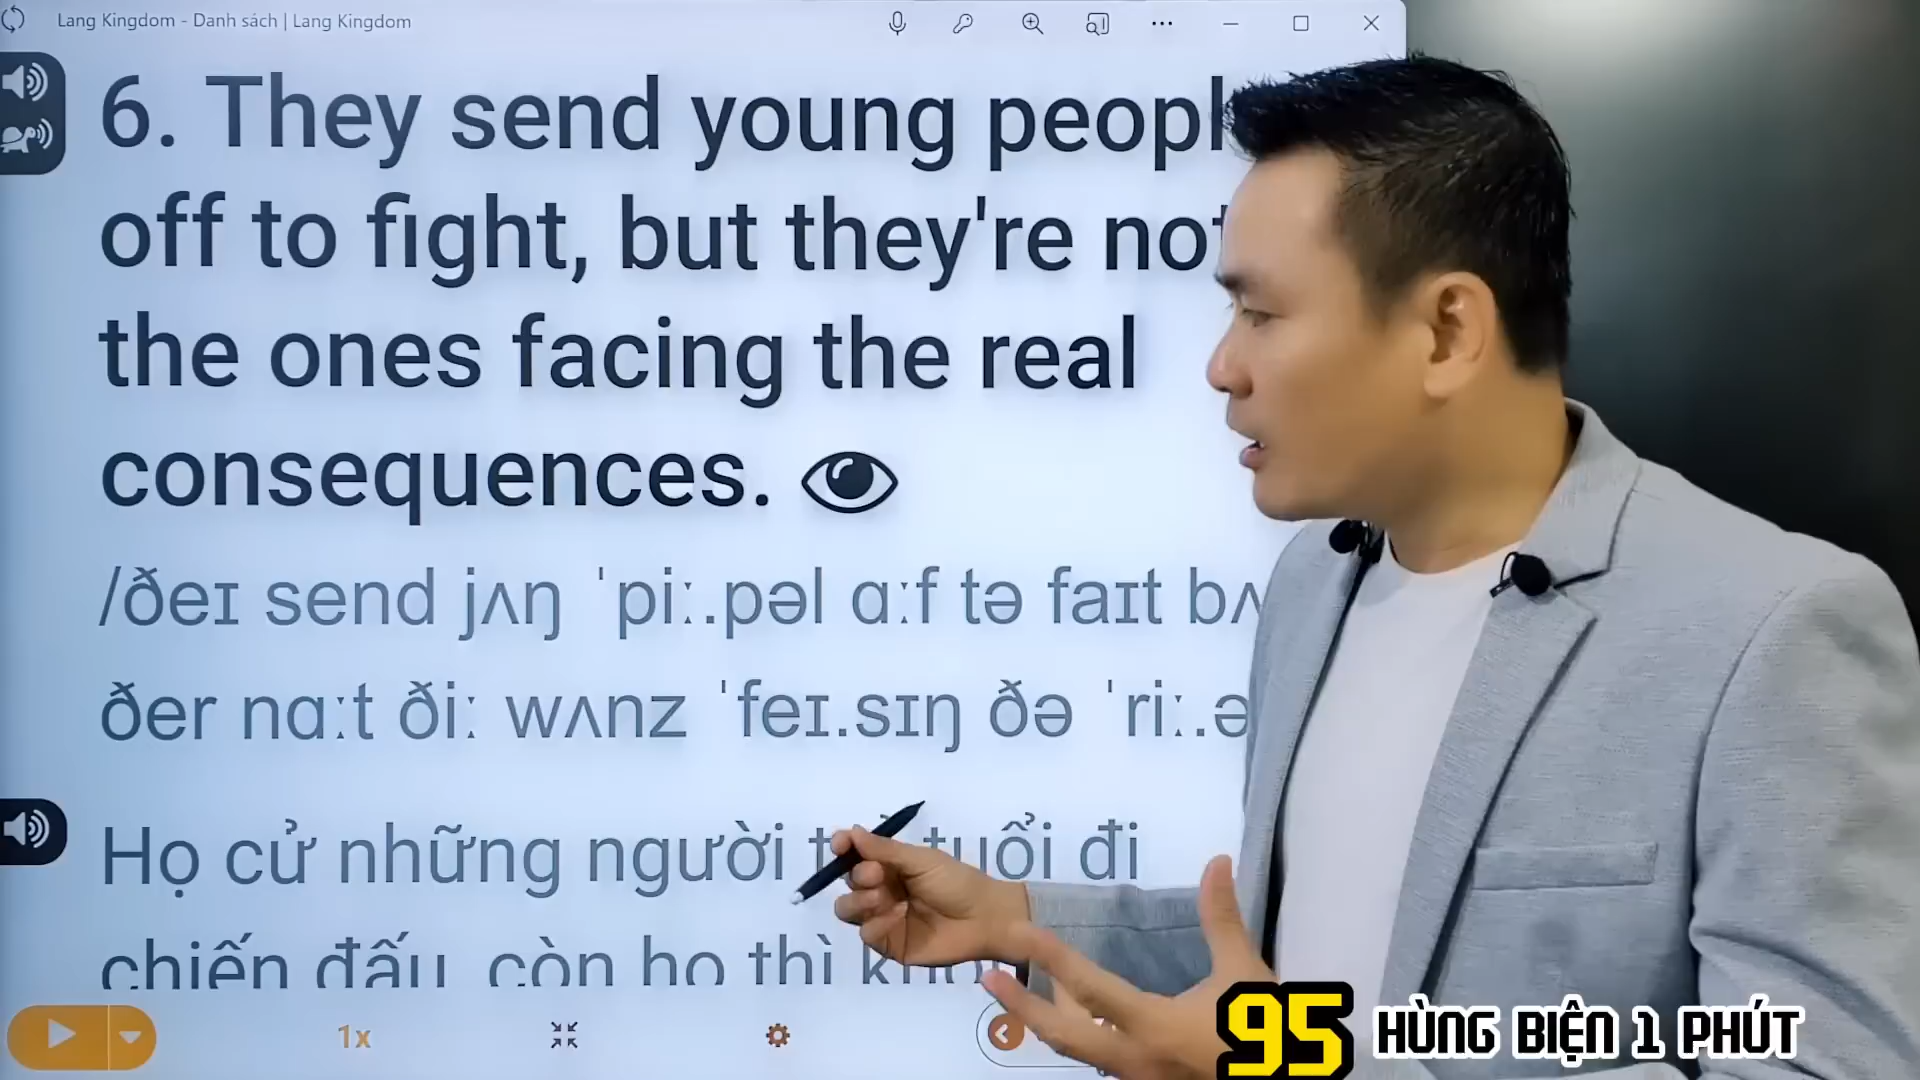 Lang Kingdom - Danh sách | Lang Kingdom
6. They send young peopl
off to fight, but they're not
the ones facing the real
consequences.
/ðeɪ send jʌŋ ˈpiː.pəl ɑːf tə faɪt bʌ
ðer nɑːt ðiː wʌnz ˈfeɪ.sɪŋ ðə ˈriː.ə
Họ cử những người trẻ tuổi đi
chiến đấu, còn họ thì
1x
95 HÙNG BIỆN 1 PHÚT